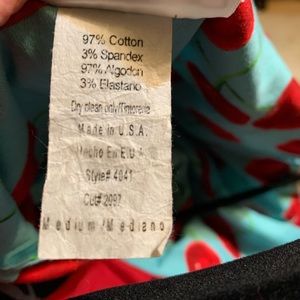 97% Cotton
3% Spandex
97% Algodon
3% Elastano
Dry clean only/Tintoreria
Made in U.S.A.
Hecho En E.U.A.
Style# 4041
Cut# 2097
Medium/Mediano